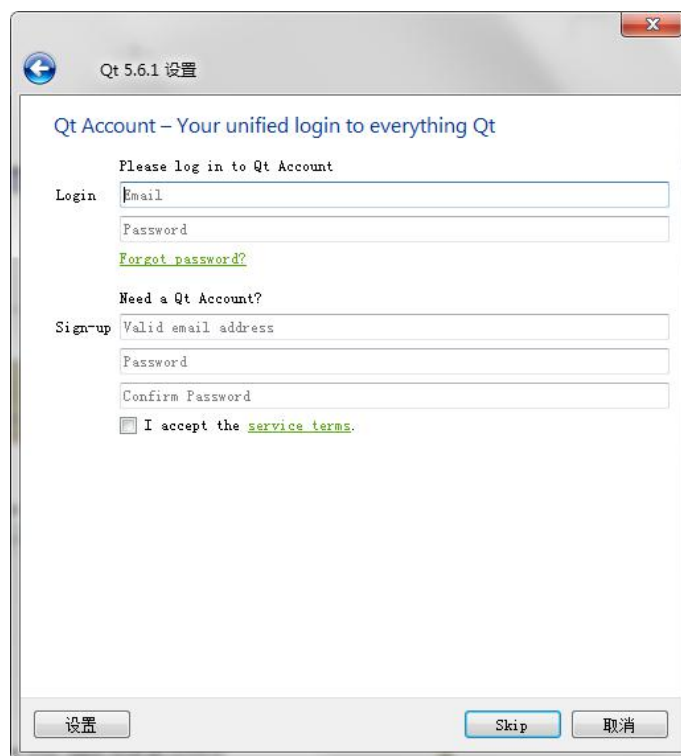 Qt 5.6.1 设置
Qt Account – Your unified login to everything Qt
Please log in to Qt Account
Login Email
Password
Forgot password?
Need a Qt Account?
Sign-up Valid email address
Password
Confirm Password
I accept the service terms.
设置 Skip 取消